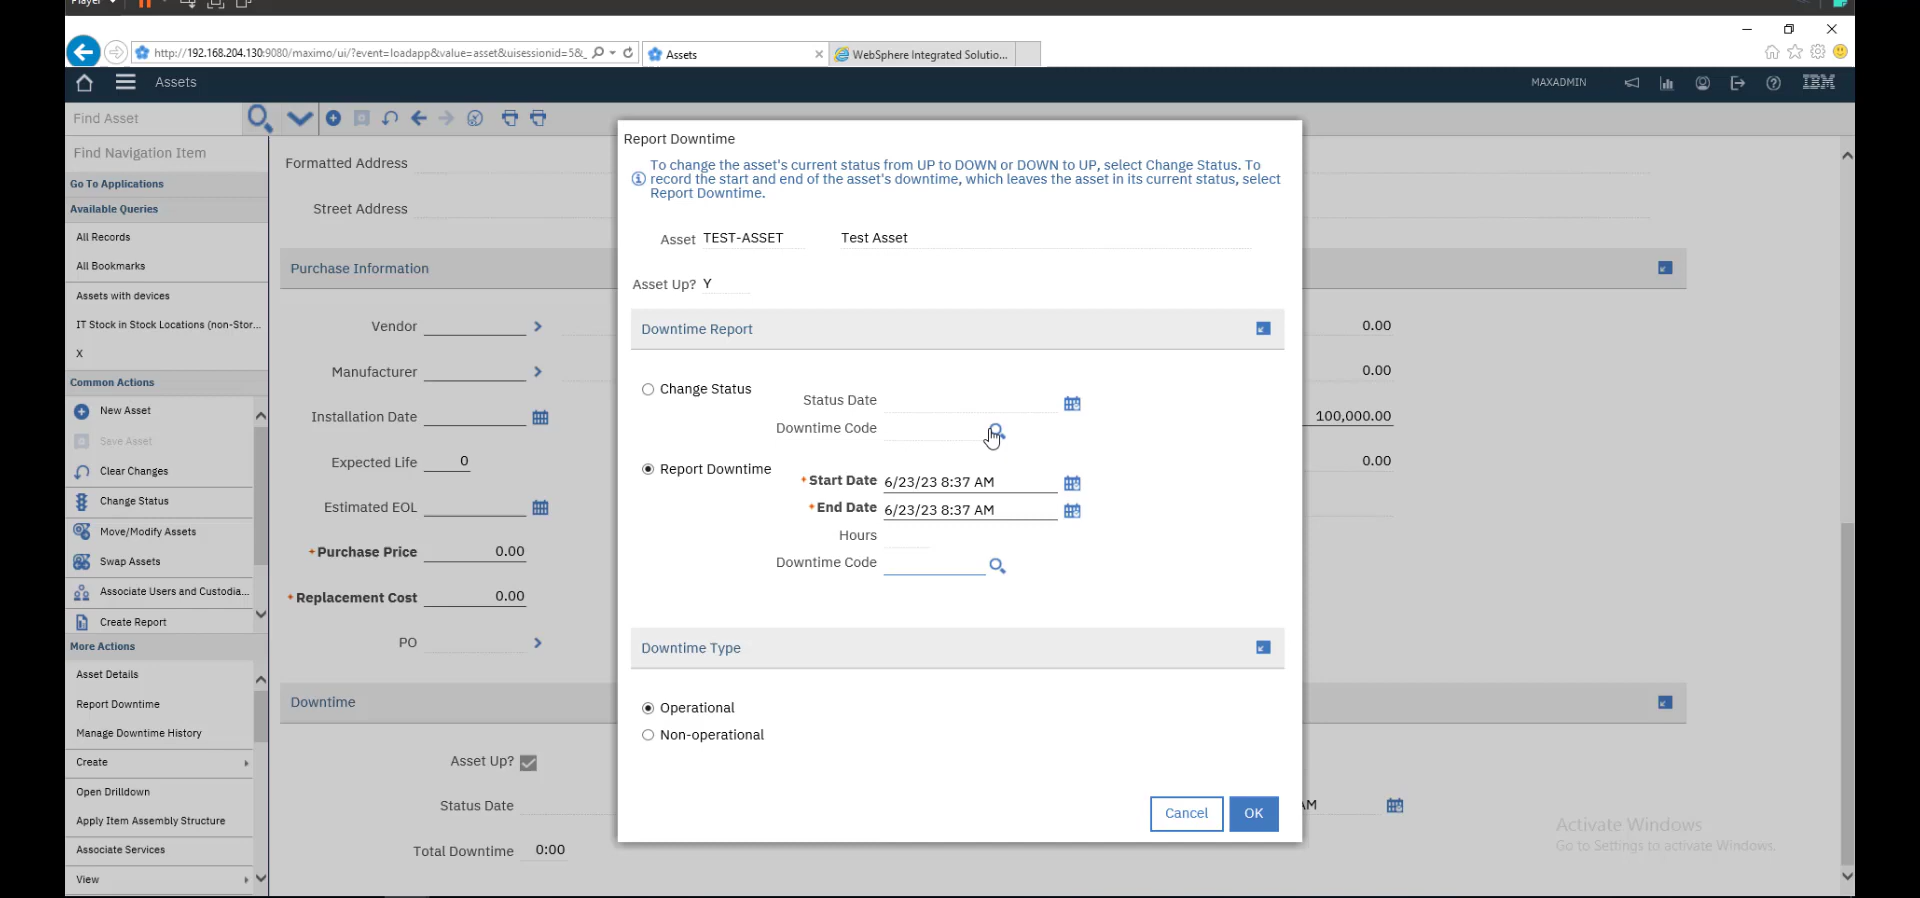 Player
http://192.168.204.130:9080/maximo/ui/?event=loadapp&value=asset&uisessionid=5&_
Assets
WebSphere Integrated Solutio...
Assets
MAXADMIN
IBM
Find Asset
Find Navigation Item
Go To Applications
Available Queries
All Records
All Bookmarks
Assets with devices
IT Stock in Stock Locations (non-Stor...
X
Common Actions
New Asset
Save Asset
Clear Changes
Change Status
Move/Modify Assets
Swap Assets
Associate Users and Custodia...
Create Report
More Actions
Asset Details
Report Downtime
Manage Downtime History
Create
Open Drilldown
Apply Item Assembly Structure
Associate Services
View
Formatted Address
Street Address
Purchase Information
Vendor
Manufacturer
Installation Date
Expected Life 0
Estimated EOL
*Purchase Price 0.00
*Replacement Cost 0.00
PO
Downtime
Asset Up?
Status Date
Total Downtime 0:00
Report Downtime
To change the asset's current status from UP to DOWN or DOWN to UP, select Change Status. To
record the start and end of the asset's downtime, which leaves the asset in its current status, select
Report Downtime.
Asset TEST-ASSET Test Asset
Asset Up? Y
Downtime Report
Change Status
Status Date
Downtime Code
Report Downtime
*Start Date 6/23/23 8:37 AM
*End Date 6/23/23 8:37 AM
Hours
Downtime Code
Downtime Type
Operational
Non-operational
Cancel OK
0.00
0.00
100,000.00
0.00
AM
Activate Windows
Go to Settings to activate Windows.